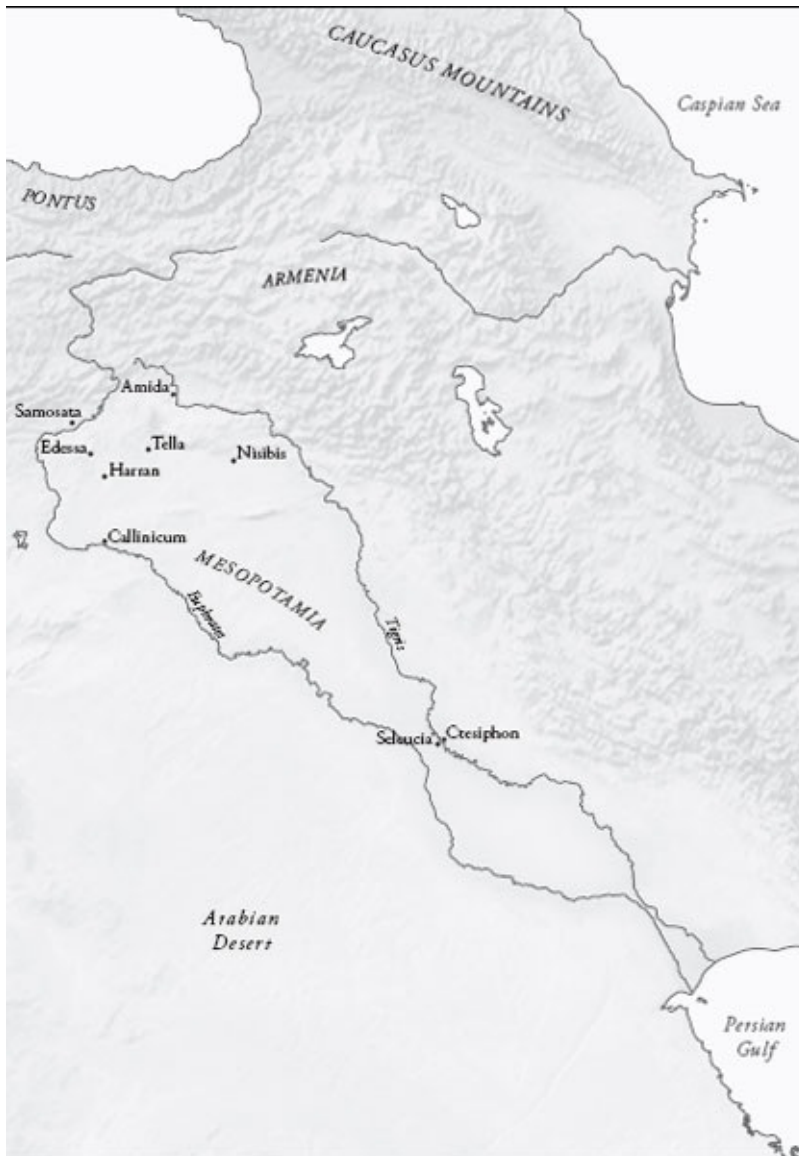 CAUCASUS MOUNTAINS
Caspian Sea
PONTUS
ARMENIA
Amida
Samosata
Edessa
Tella
Nisibis
Harran
Callinicum
MESOPOTAMIA
Euphrates
Tigris
Seleucia
Ctesiphon
Arabian
Desert
Persian
Gulf